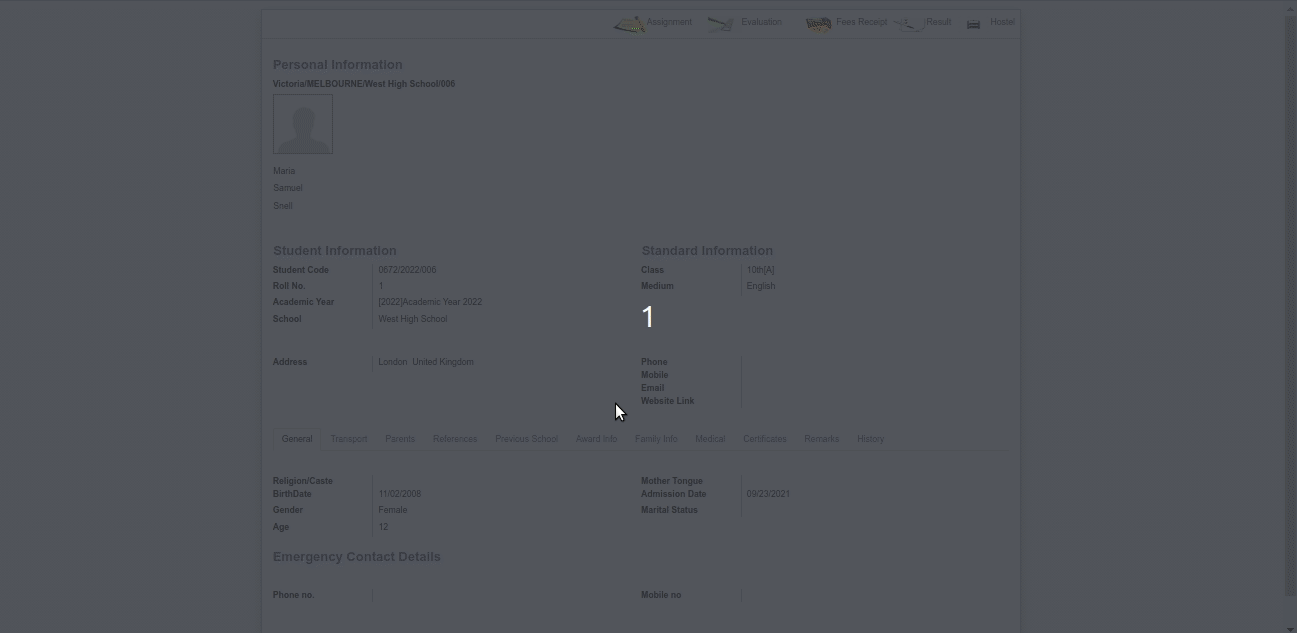 Assignment Evaluation Fees Receipt Result Hostel
Personal Information
Victoria/MELBOURNE/West High School/006
Maria
Samuel
Snell
Student Information
Student Code 0672/2022/006
Roll No. 1
Academic Year [2022]Academic Year 2022
School West High School
Standard Information
Class 10th[A]
Medium English
1
Address London United Kingdom
Phone
Mobile
Email
Website Link
General Transport Parents References Previous School Award Info Family Info Medical Certificates Remarks History
Religion/Caste
BirthDate 11/02/2008
Gender Female
Age 12
Mother Tongue
Admission Date 09/23/2021
Marital Status
Emergency Contact Details
Phone no.
Mobile no